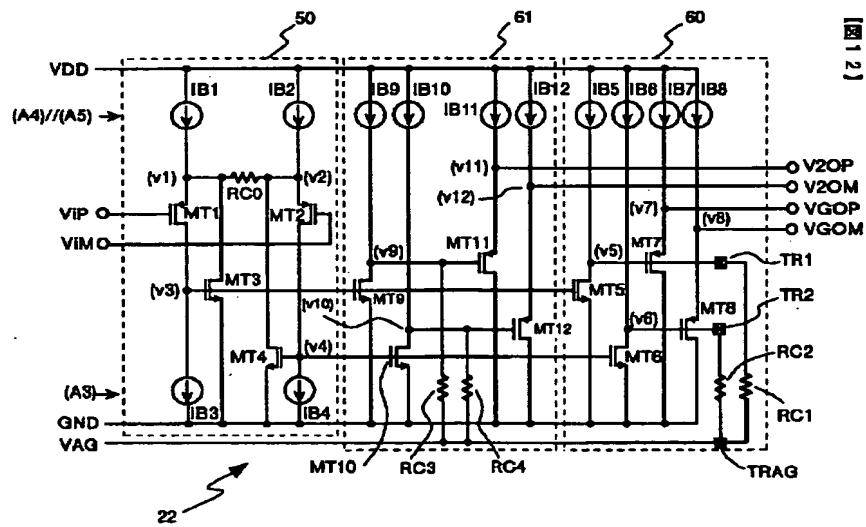 50
61
60
【図12】
VDD
IB1
IB2
IB9
IB10
IB11
IB12
IB5
IB6
IB7
IB8
(A4)//(A5)
(v1)
RC0
(v2)
(v11)
V2OP
(v12)
V2OM
ViP
MT1
MT2
(v7)
VGOP
(v8)
VGOM
ViM
(v9)
MT11
(v5)
MT7
TR1
(v3)
MT3
MT9
MT5
[v10)
MT8
TR2
(v4)
MT12
(v6)
MT4
MT6
RC2
(A3)
IB3
IB4
RC1
GND
VAG
MT10
RC3
RC4
TRAG
22